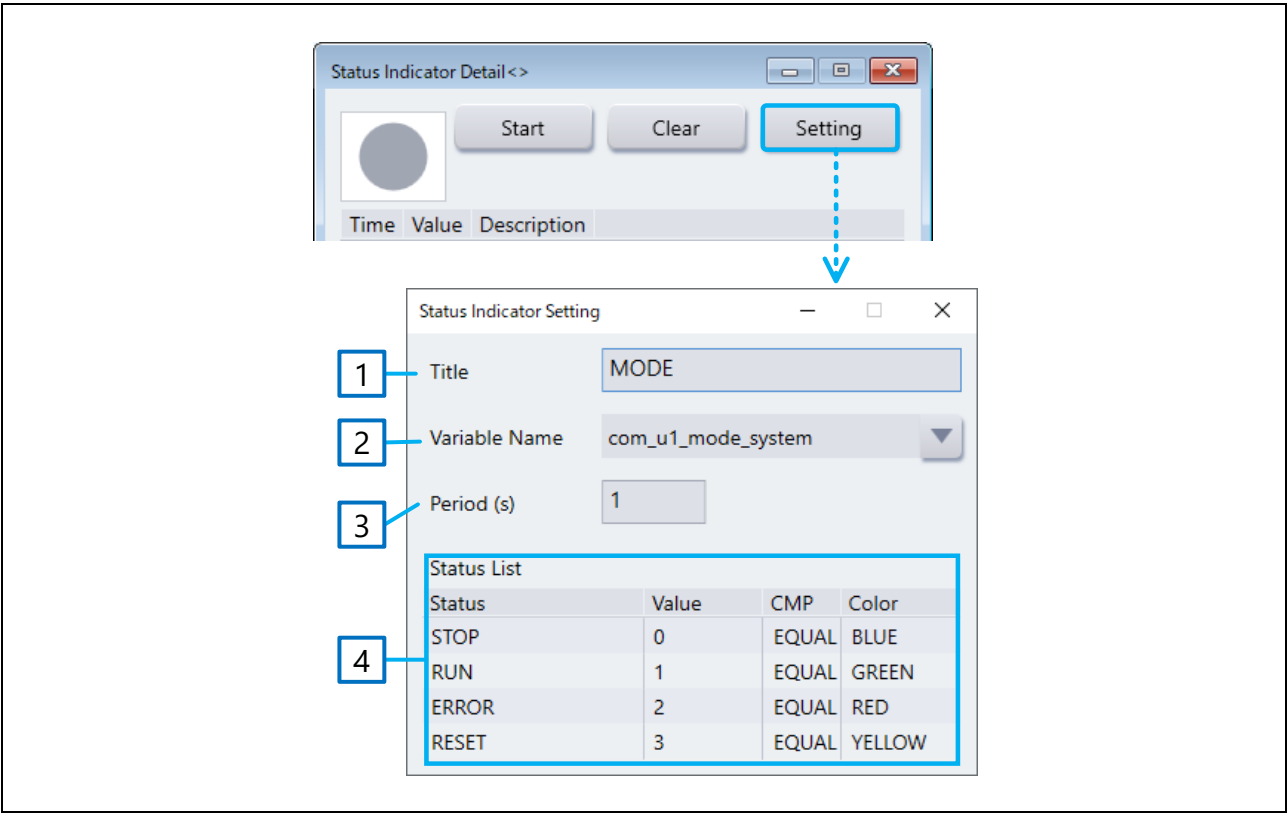 Status Indicator Detail<>
Start Clear Setting
Time Value Description
Status Indicator Setting
1 Title MODE
2 Variable Name com_u1_mode_system
3 Period (s) 1
4
Status List
Status Value CMP Color
STOP 0 EQUAL BLUE
RUN 1 EQUAL GREEN
ERROR 2 EQUAL RED
RESET 3 EQUAL YELLOW